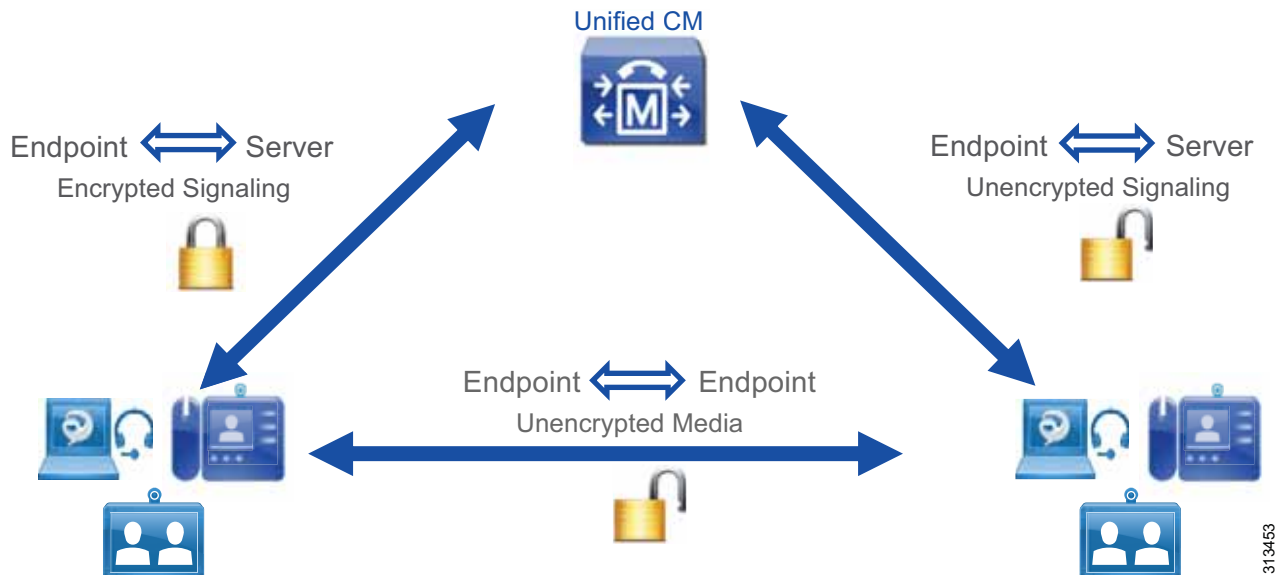 Unified CM
M
Endpoint Server
Encrypted Signaling
Endpoint Server
Unencrypted Signaling
Endpoint Endpoint
Unencrypted Media
313453